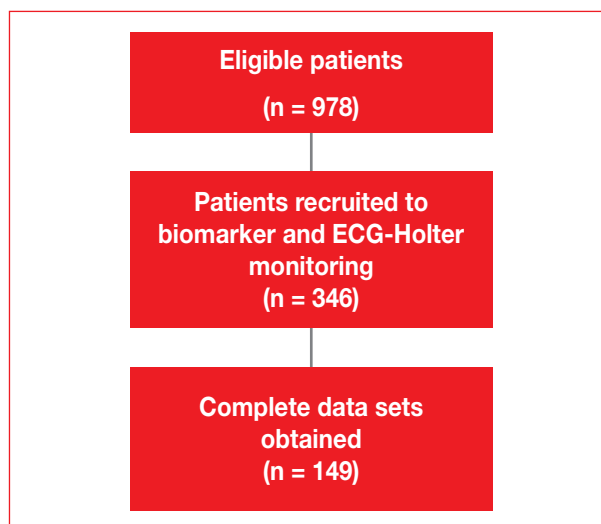 Eligible patients
(n = 978)
Patients recruited to
biomarker and ECG-Holter
monitoring
(n = 346)
Complete data sets
obtained
(n = 149)